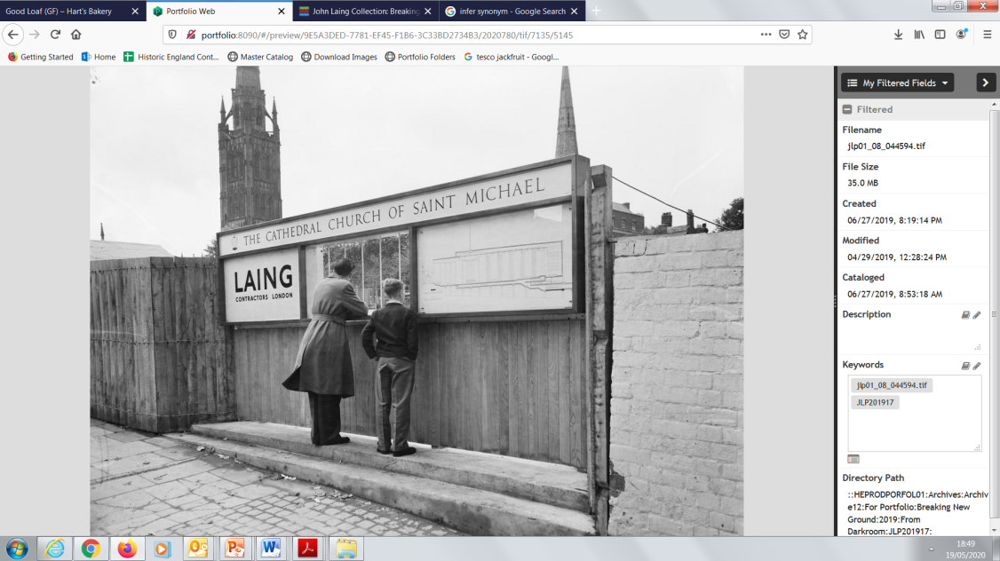 Good Loaf (GF) – Hart's Bakery
Portfolio Web
John Laing Collection: Breaking
infer synonym - Google Search
portfolio:8090/#/preview/9E5A3DED-7781-EF45-F1B6-3C33BD2734B3/2020780/tif/7135/5145
Getting Started
Home
Historic England Cont...
Master Catalog
Download Images
Portfolio Folders
tesco jackfruit - Googl...
THE CATHEDRAL CHURCH OF SAINT MICHAEL
LAING
CONTRACTORS LONDON
My Filtered Fields
Filtered
Filename
jlp01_08_044594.tif
File Size
35.0 MB
Created
06/27/2019, 8:19:14 PM
Modified
04/29/2019, 12:28:24 PM
Cataloged
06/27/2019, 8:53:18 AM
Description
Keywords
jlp01_08_044594.tif
JLP201917
Directory Path
::HEPRODPORFOL01:Archives:Archiv
e12:For Portfolio:Breaking New
Ground:2019:From
Darkroom:JLP201917:
18:49
19/05/2020